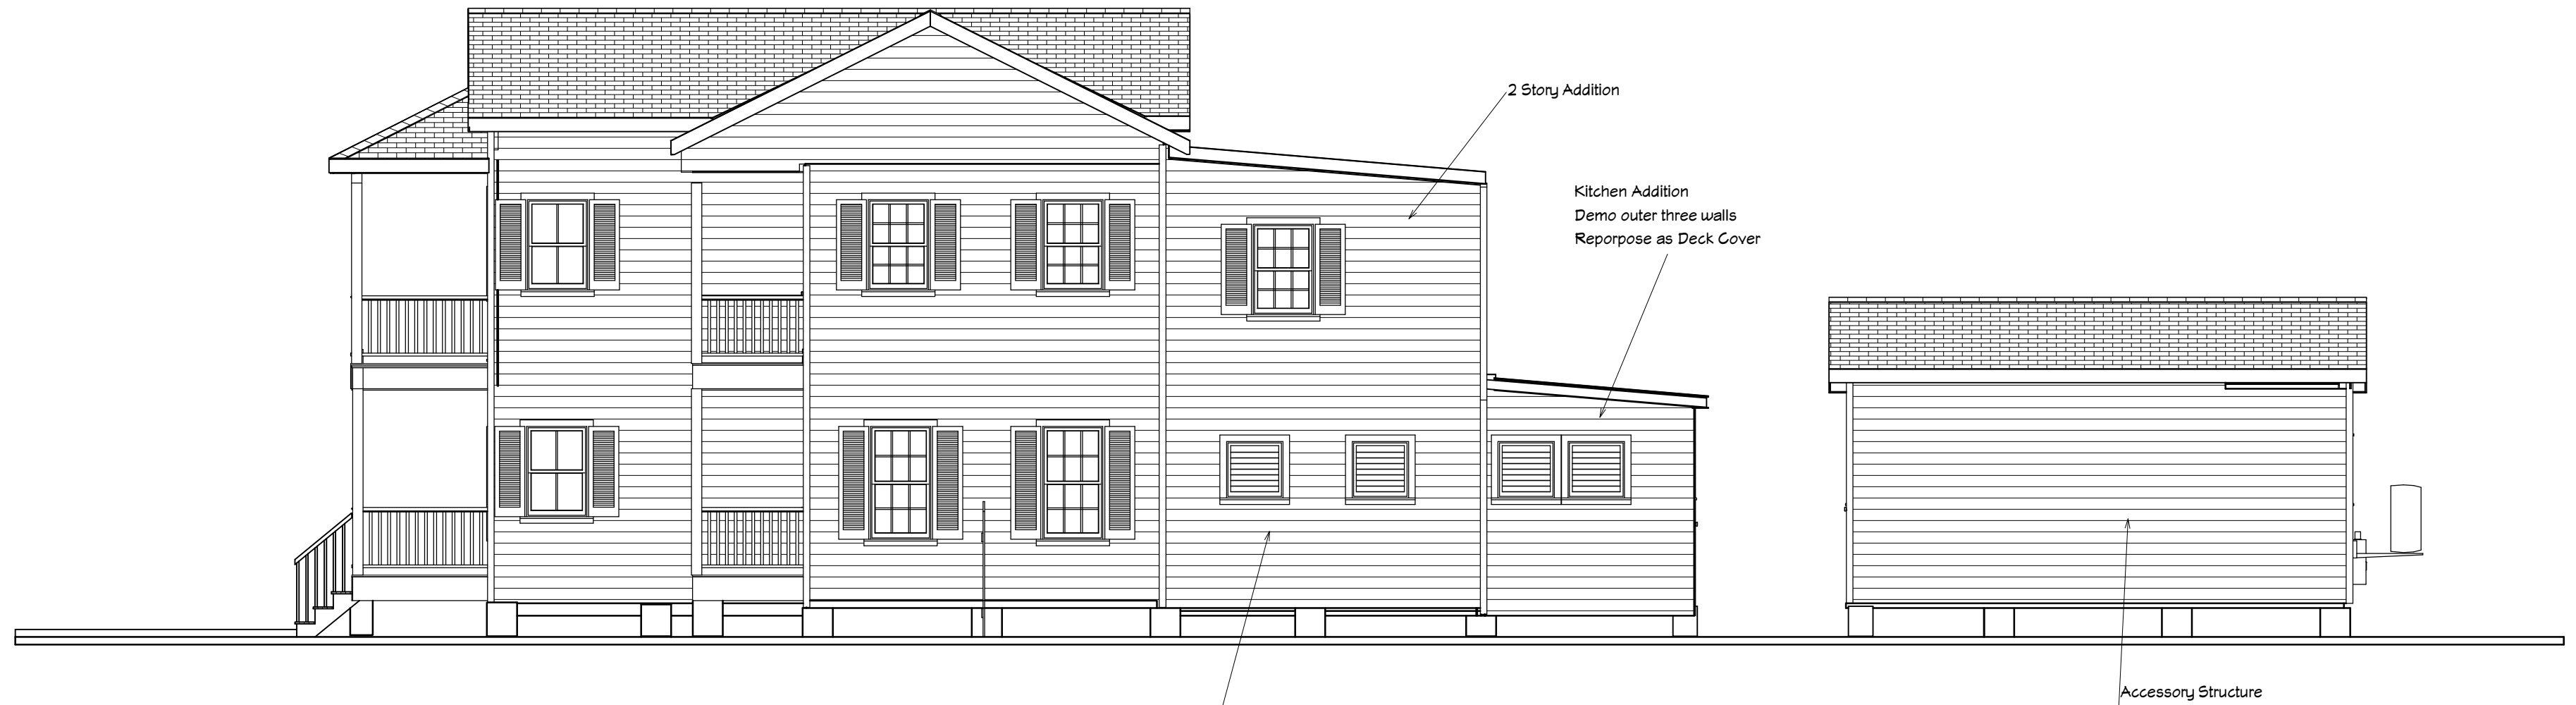 2 Story Addition
Kitchen Addition
Demo outer three walls
Reporpose as Deck Cover
Accessory Structure